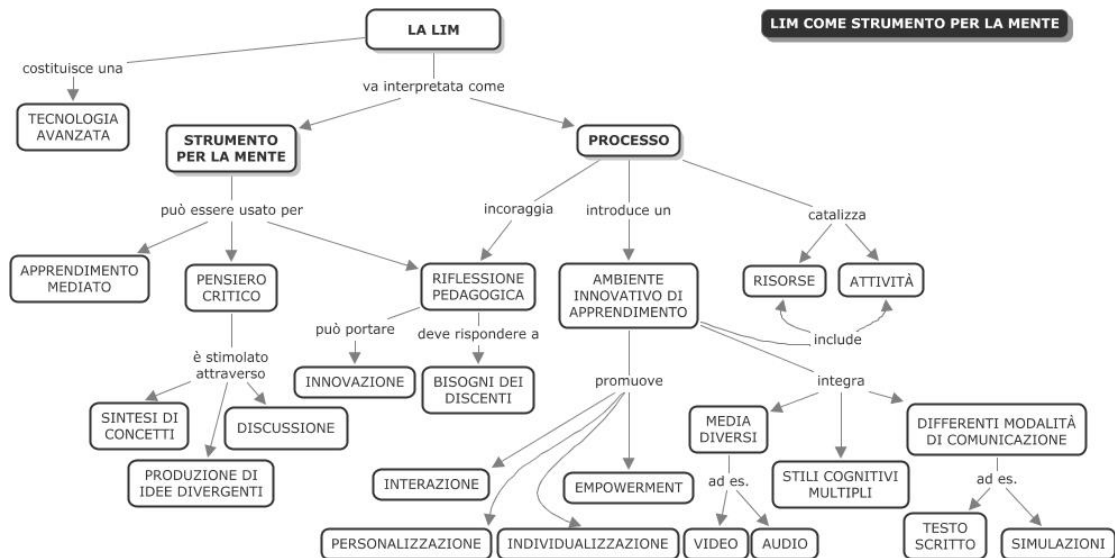 LA LIM
LIM COME STRUMENTO PER LA MENTE
costituisce una
va interpretata come
TECNOLOGIA
AVANZATA
STRUMENTO
PER LA MENTE
PROCESSO
può essere usato per
incoraggia
introduce un
catalizza
APPRENDIMENTO
MEDIATO
PENSIERO
CRITICO
RIFLESSIONE
PEDAGOGICA
AMBIENTE
INNOVATIVO DI
APPRENDIMENTO
RISORSE
ATTIVITÀ
può portare
deve rispondere a
include
è stimolato
attraverso
INNOVAZIONE
BISOGNI DEI
DISCENTI
promuove
integra
SINTESI DI
CONCETTI
DISCUSSIONE
MEDIA
DIVERSI
DIFFERENTI MODALITÀ
DI COMUNICAZIONE
PRODUZIONE DI
IDEE DIVERGENTI
INTERAZIONE
EMPOWERMENT
ad es.
STILI COGNITIVI
MULTIPLI
ad es.
PERSONALIZZAZIONE
INDIVIDUALIZZAZIONE
VIDEO
AUDIO
TESTO
SCRITTO
SIMULAZIONI